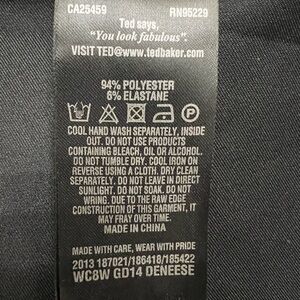 CA25459 RN95229
Ted says,
"You look fabulous".
VISIT TED@www.tedbaker.com
94% POLYESTER
6% ELASTANE
COOL HAND WASH SEPARATELY, INSIDE
OUT. DO NOT USE PRODUCTS
CONTAINING BLEACH, OIL OR ALCOHOL.
DO NOT TUMBLE DRY. COOL IRON ON
REVERSE USING A CLOTH. DRY CLEAN
SEPARATELY. DO NOT LEAVE IN DIRECT
SUNLIGHT. DO NOT SOAK. DO NOT
WRING. DUE TO THE RAW EDGE
CONSTRUCTION OF THIS GARMENT, IT
MAY FRAY
MADE IN CHINA
MADE WITH CARE, WEAR WITH PRIDE
2013 187021/186418/185422
WC8W GD14 DENEESE